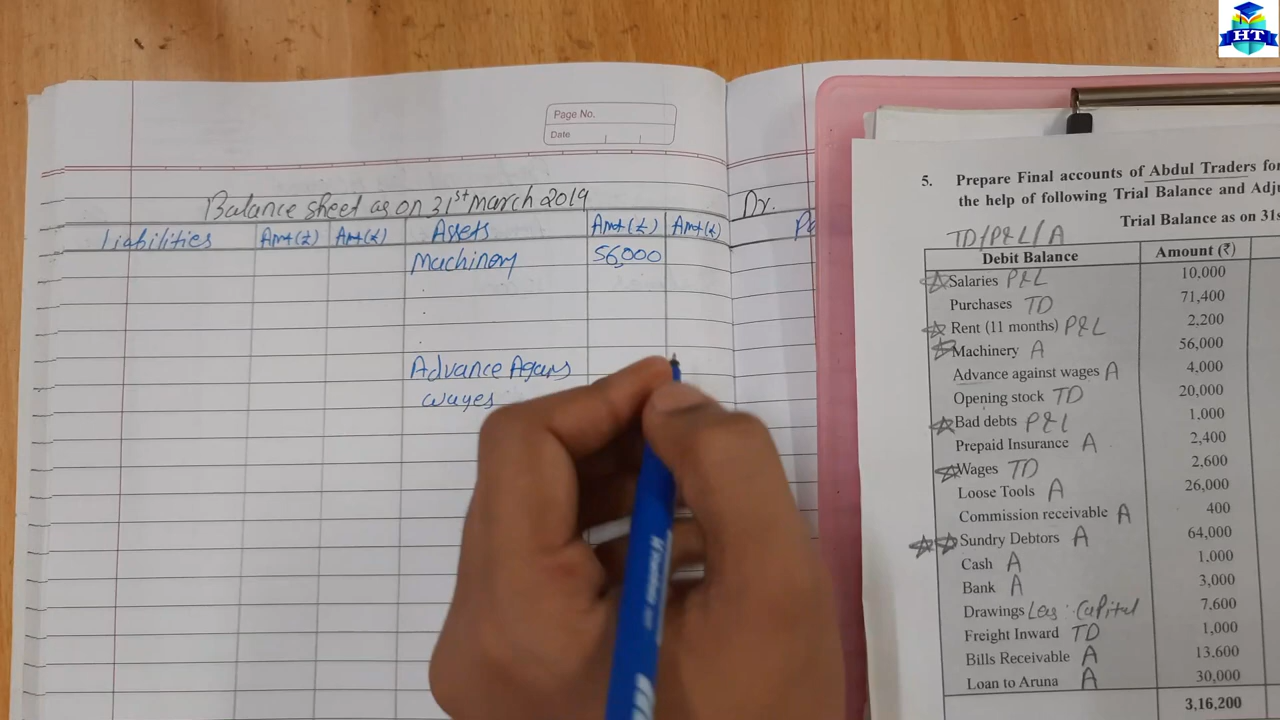 HT
Page No.
Date
Balance sheet as on 31st march 2019
Liabilities Amt(₹) Amt(₹) Assets Amt(₹) Amt(₹)
Machinery 56,000
Advance Agains
wages
Dr.
Pa
5. Prepare Final accounts of Abdul Traders for
the help of following Trial Balance and Adju
Trial Balance as on 31s
TD/P&L/A
Debit Balance Amount (₹)
Salaries P&L 10,000
Purchases TD 71,400
Rent (11 months) P&L 2,200
Machinery A 56,000
Advance against wages A 4,000
Opening stock TD 20,000
Bad debts P&L 1,000
Prepaid Insurance A 2,400
Wages TD 2,600
Loose Tools A 26,000
Commission receivable A 400
Sundry Debtors A 64,000
Cash A 1,000
Bank A 3,000
Drawings Les: Capital 7,600
Freight Inward TD 1,000
Bills Receivable A 13,600
Loan to Aruna A 30,000
3,16,200